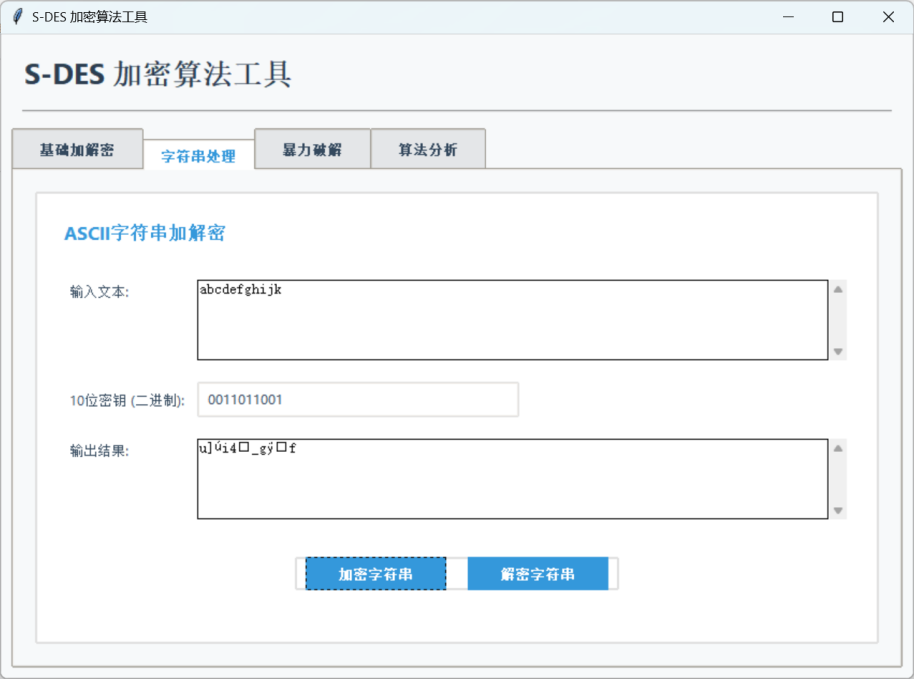 S-DES 加密算法工具
S-DES 加密算法工具
基础加解密 字符串处理 暴力破解 算法分析
ASCII字符串加解密
输入文本: abcdefghijk
10位密钥 (二进制): 0011011001
输出结果: u]úi4□_gÿ□f
加密字符串 解密字符串